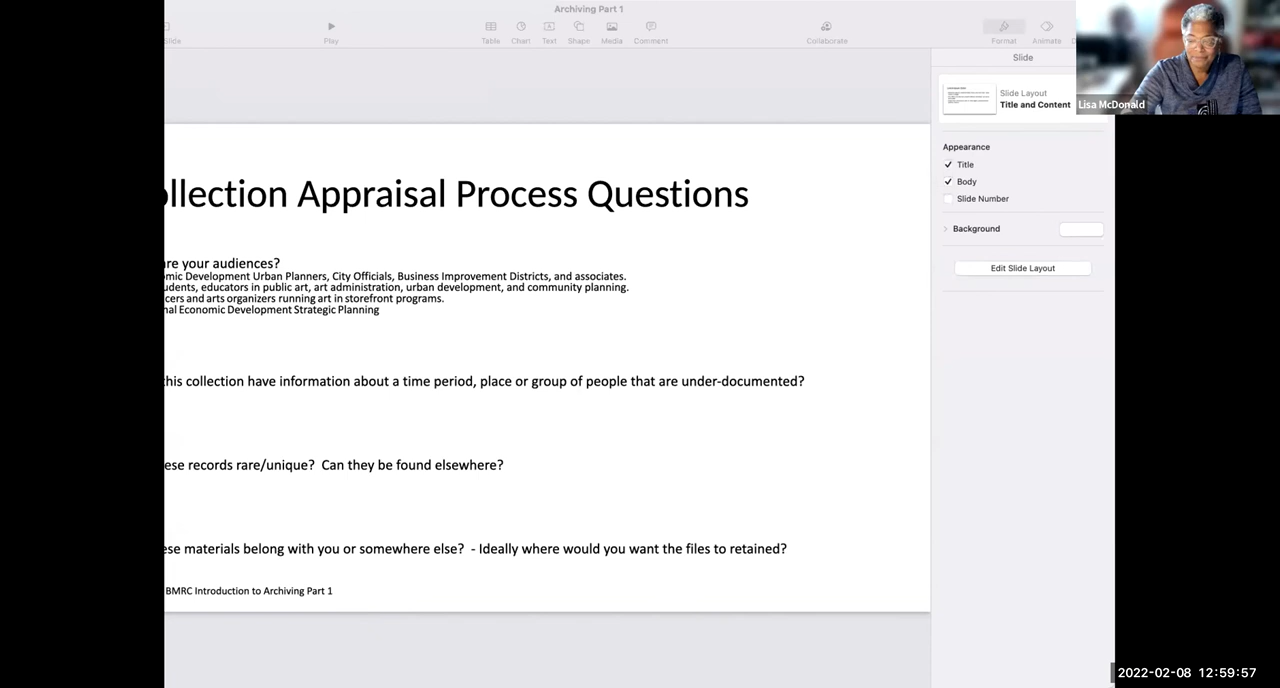 Archiving Part 1
Slide
Play
Table
Chart
Text
Shape
Media
Comment
Collaborate
Format
Animate
Slide
Slide Layout
Title and Content
Lisa McDonald
Appearance
Title
Body
Slide Number
Background
Edit Slide Layout
ollection Appraisal Process Questions
are your audiences?
omic Development Urban Planners, City Officials, Business Improvement Districts, and associates.
udents, educators in public art, art administration, urban development, and community planning.
cers and arts organizers running art in storefront programs.
nal Economic Development Strategic Planning
this collection have information about a time period, place or group of people that are under-documented?
ese records rare/unique? Can they be found elsewhere?
ese materials belong with you or somewhere else? - Ideally where would you want the files to retained?
BMRC Introduction to Archiving Part 1
2022-02-08 12:59:57